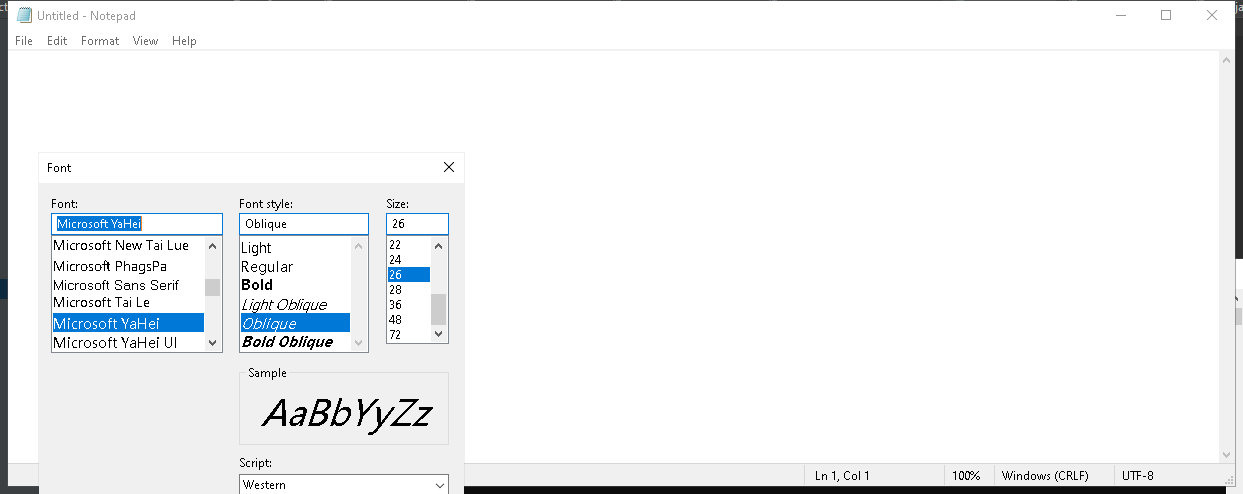 Untitled - Notepad
File Edit Format View Help
Font
Font: Font style: Size:
Microsoft YaHei Oblique 26
Microsoft New Tai Lue Light 22
Microsoft PhagsPa Regular 24
Microsoft Sans Serif Bold 26
Microsoft Tai Le Light Oblique 28
Microsoft YaHei Oblique 36
Microsoft YaHei UI Bold Oblique 48
72
Sample
AaBbYyZz
Script:
Western
Ln 1, Col 1 100% Windows (CRLF) UTF-8